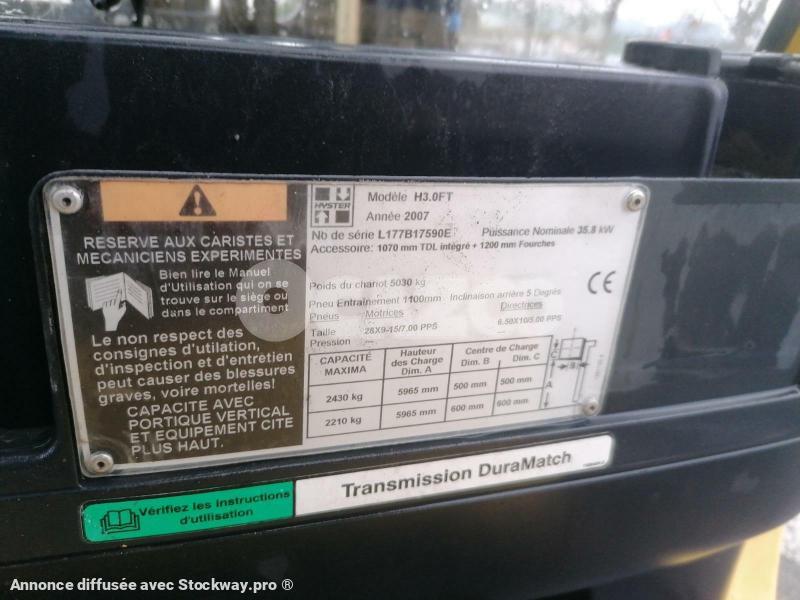 RESERVE AUX CARISTES ET
MECANICIENS EXPERIMENTES
Bien lire le Manuel
d'Utilisation qui on se
trouve sur le siège ou
dans le compartiment
Le non respect des
consignes d'utilation,
d'inspection et d'entretien
peut causer des blessures
graves, voire mortelles!
CAPACITE AVEC
PORTIQUE VERTICAL
ET EQUIPEMENT CITE
PLUS HAUT.
HYSTER
Modèle H3.0FT
Année 2007
Nb de série L177B17590E Puissance Nominale 35.8 kW
Accessoire: 1070 mm TDL intégré + 1200 mm Fourches
Poids du chariot 5030 kg
Pneu Entrainement 1100mm Inclinaison arrière 5 Degrés
Pneus Motrices Directrices
Taille 28X9-15/7.00 PPS 6.50X10/5.00 PPS
Pression — —
CAPACITÉ MAXIMA
Hauteur des Charge Dim. A
Centre de Charge
Dim. B Dim. C
2430 kg 5965 mm 500 mm 500 mm
2210 kg 5965 mm 600 mm 600 mm
CE
C
B
A
Transmission DuraMatch
Vérifiez les instructions
d'utilisation
Annonce diffusée avec Stockway.pro ®